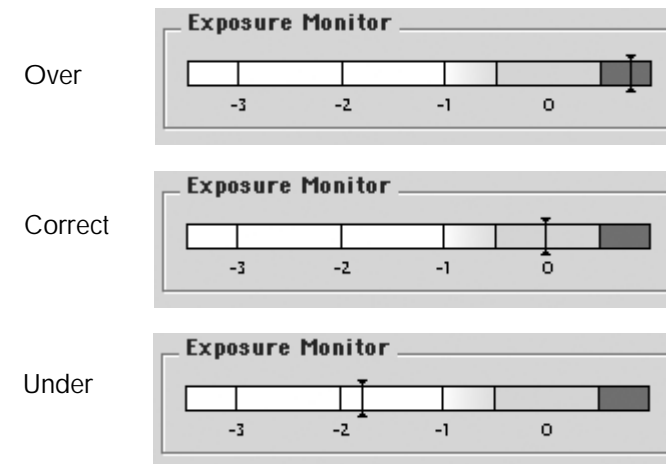 Exposure Monitor
Over
-3 -2 -1 0
Exposure Monitor
Correct
-3 -2 -1 0
Exposure Monitor
Under
-3 -2 -1 0